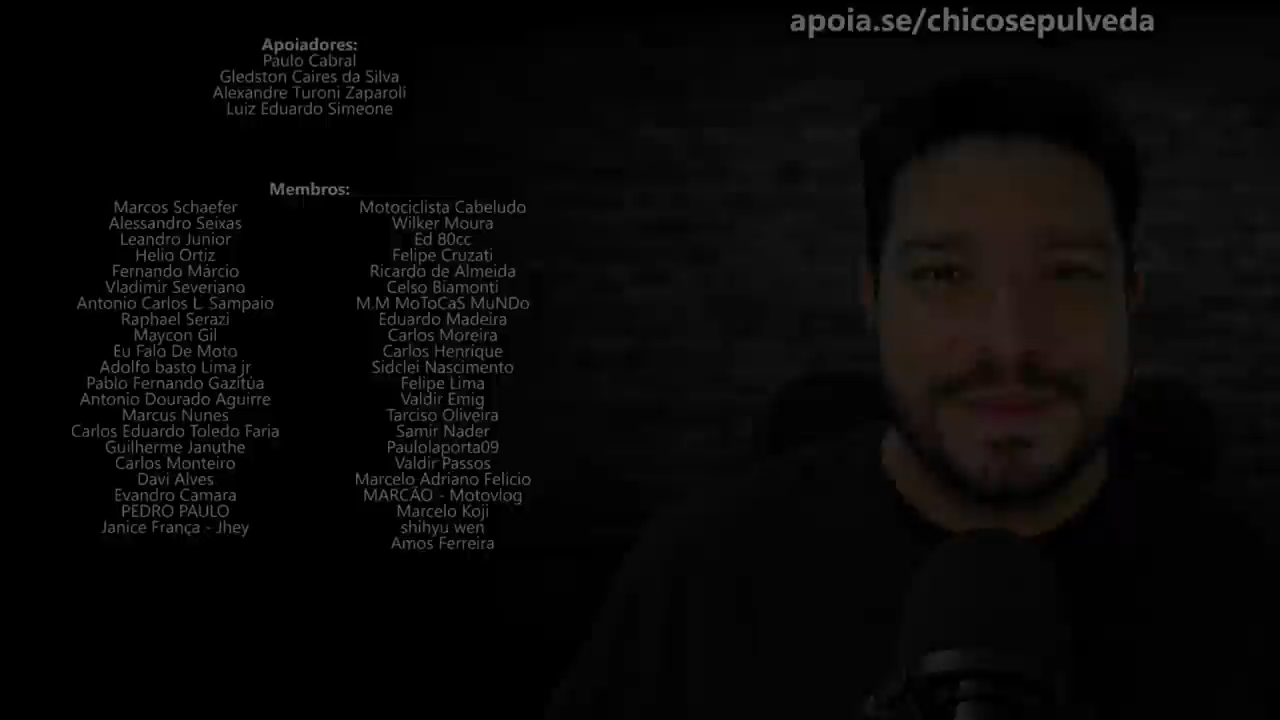 apoia.se/chicosepulveda
Apoiadores:
Paulo Cabral
Gledston Caires da Silva
Alexandre Turoni Zaparoli
Luiz Eduardo Simeone
Membros:
Marcos Schaefer
Alessandro Seixas
Leandro Junior
Helio Ortiz
Fernando Márcio
Vladimir Severiano
Antonio Carlos L. Sampaio
Raphael Serazi
Maycon Gil
Eu Falo De Moto
Adolfo basto Lima jr
Pablo Fernando Gazitúa
Antonio Dourado Aguirre
Marcus Nunes
Carlos Eduardo Toledo Faria
Guilherme Januthe
Carlos Monteiro
Davi Alves
Evandro Camara
PEDRO PAULO
Janice França - Jhey
Motociclista Cabeludo
Wilker Moura
Ed 80cc
Felipe Cruzati
Ricardo de Almeida
Celso Biamonti
M.M MoToCaS MuNDo
Eduardo Madeira
Carlos Moreira
Carlos Henrique
Sidclei Nascimento
Felipe Lima
Valdir Emig
Tarciso Oliveira
Samir Nader
Paulolaporta09
Valdir Passos
Marcelo Adriano Felicio
MARCÃO - Motovlog
Marcelo Koji
shihyu wen
Amos Ferreira